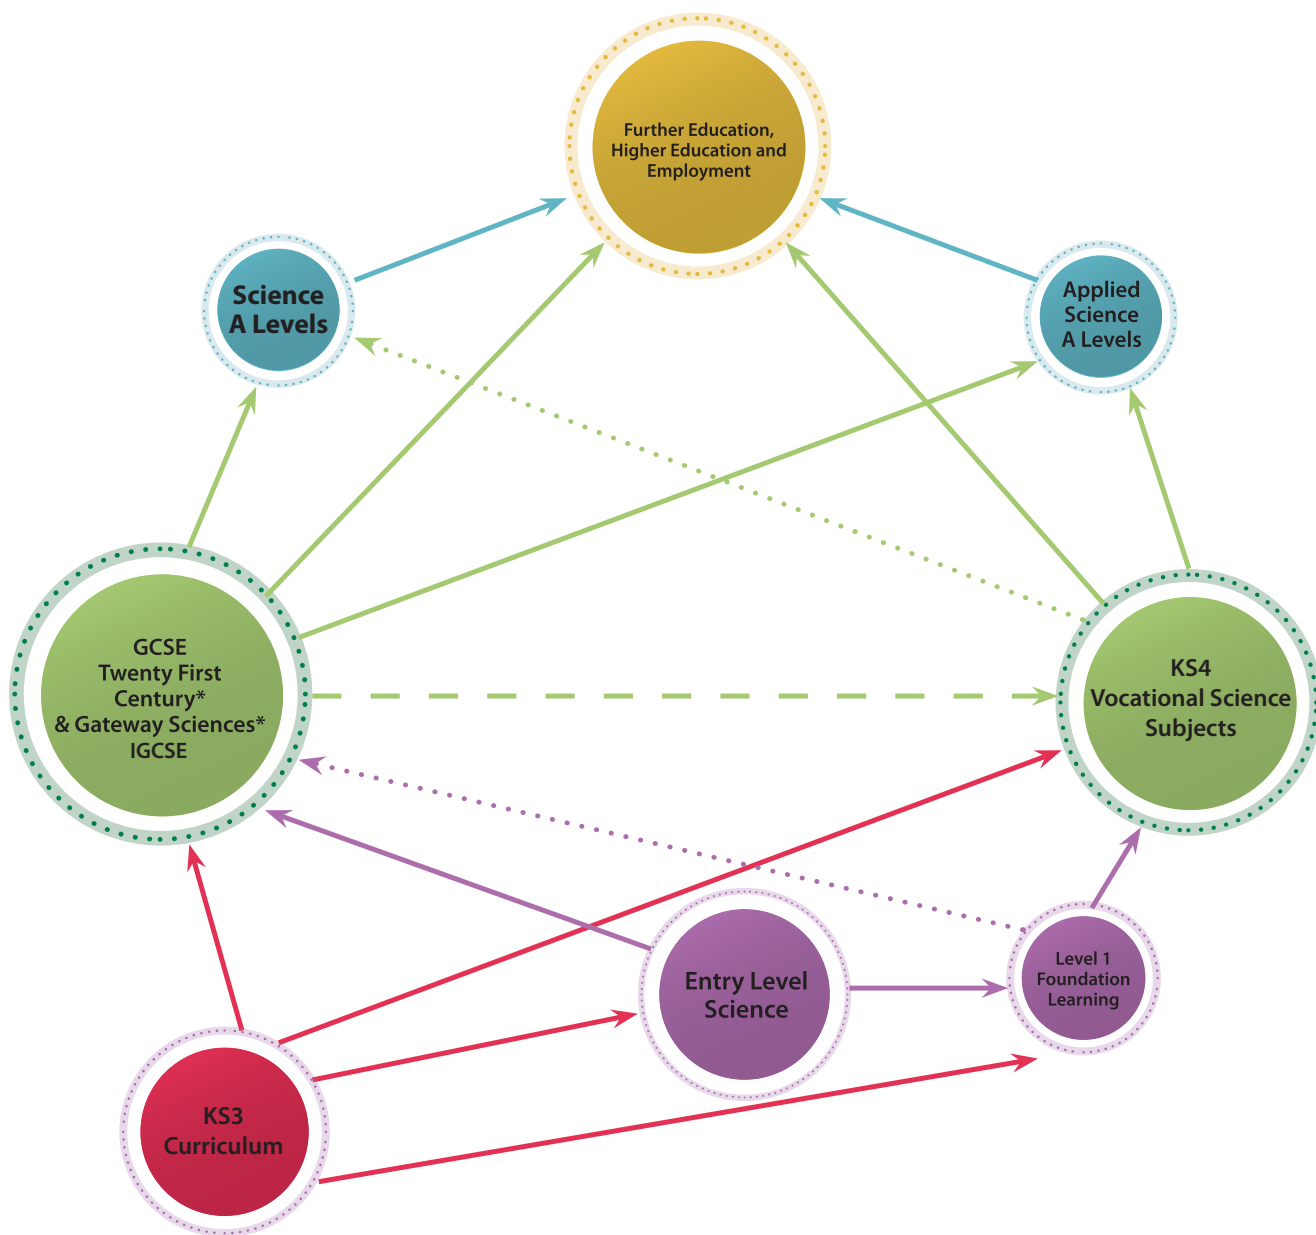 Further Education,
Higher Education and
Employment
Science
A Levels
Applied
Science
A Levels
GCSE
Twenty First
Century*
& Gateway Sciences*
IGCSE
KS4
Vocational Science
Subjects
Entry Level
Science
Level 1
Foundation
Learning
KS3
Curriculum